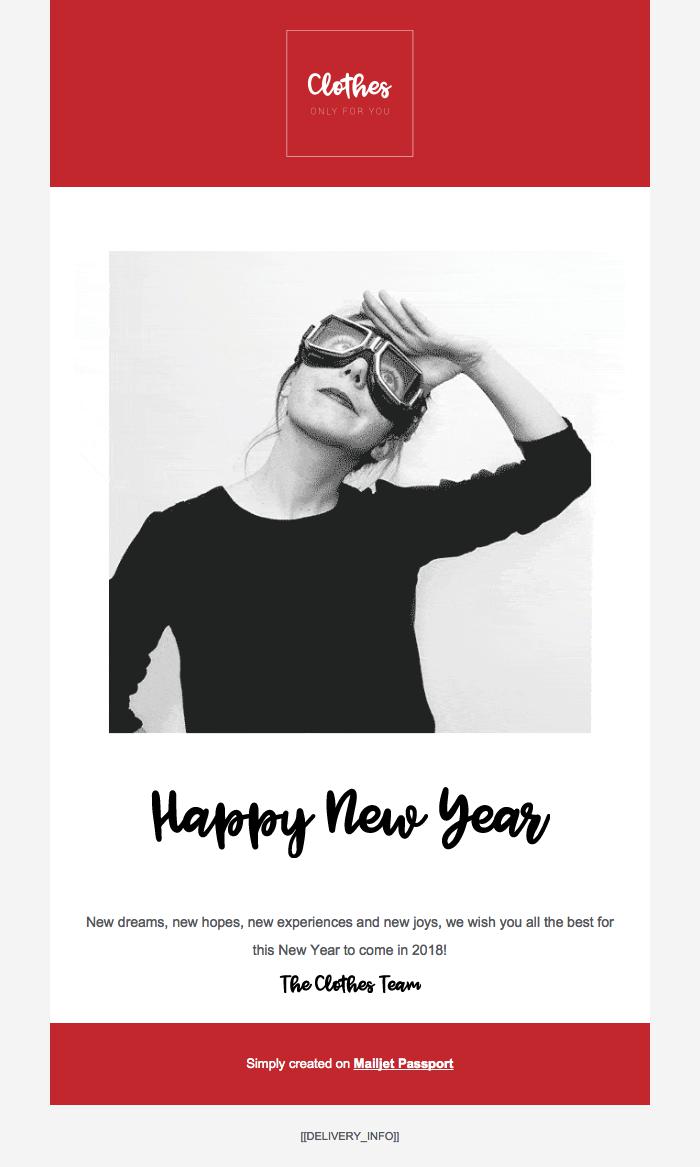 Clothes
ONLY FOR YOU
Happy New Year
New dreams, new hopes, new experiences and new joys, we wish you all the best for
this New Year to come in 2018!
The Clothes Team
Simply created on Mailjet Passport
[[DELIVERY_INFO]]